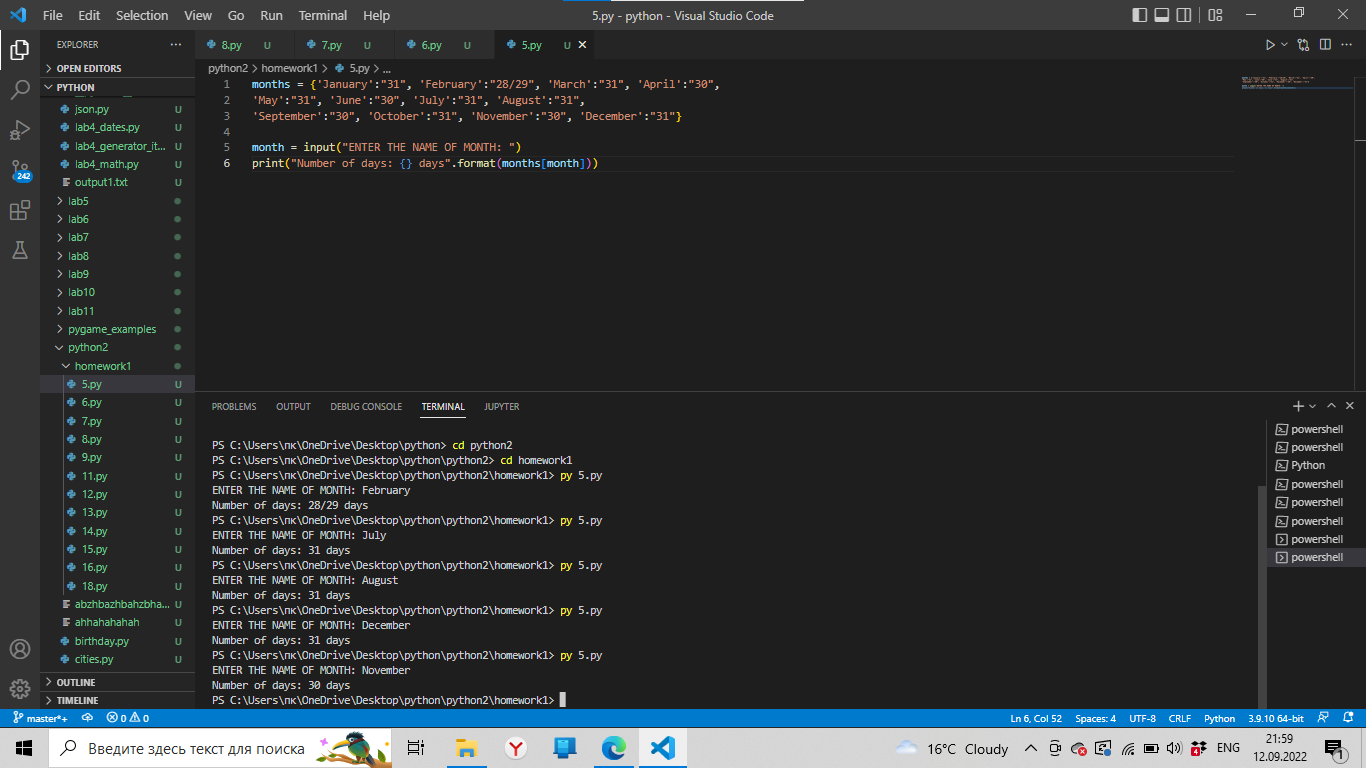 File Edit Selection View Go Run Terminal Help
5.py - python - Visual Studio Code
EXPLORER
OPEN EDITORS
PYTHON
json.py U
lab4_dates.py U
lab4_generator_it... U
lab4_math.py U
output1.txt U
lab5
lab6
lab7
lab8
lab9
lab10
lab11
pygame_examples
python2
homework1
5.py U
6.py U
7.py U
8.py U
9.py U
11.py U
12.py U
13.py U
14.py U
15.py U
16.py U
18.py U
abzhbazhbahzbha... U
ahhahahahah U
birthday.py U
cities.py U
OUTLINE
TIMELINE
242
8.py U 7.py U 6.py U 5.py U
python2 > homework1 > 5.py > ...
1 months = {'January':"31", 'February':"28/29", 'March':"31", 'April':"30",
2 'May':"31", 'June':"30", 'July':"31", 'August':"31",
3 'September':"30", 'October':"31", 'November':"30", 'December':"31"}
4
5 month = input("ENTER THE NAME OF MONTH: ")
6 print("Number of days: {} days".format(months[month]))
PROBLEMS OUTPUT DEBUG CONSOLE TERMINAL JUPYTER
PS C:\Users\пк\OneDrive\Desktop\python> cd python2
PS C:\Users\пк\OneDrive\Desktop\python\python2> cd homework1
PS C:\Users\пк\OneDrive\Desktop\python\python2\homework1> py 5.py
ENTER THE NAME OF MONTH: February
Number of days: 28/29 days
PS C:\Users\пк\OneDrive\Desktop\python\python2\homework1> py 5.py
ENTER THE NAME OF MONTH: July
Number of days: 31 days
PS C:\Users\пк\OneDrive\Desktop\python\python2\homework1> py 5.py
ENTER THE NAME OF MONTH: August
Number of days: 31 days
PS C:\Users\пк\OneDrive\Desktop\python\python2\homework1> py 5.py
ENTER THE NAME OF MONTH: December
Number of days: 31 days
PS C:\Users\пк\OneDrive\Desktop\python\python2\homework1> py 5.py
ENTER THE NAME OF MONTH: November
Number of days: 30 days
PS C:\Users\пк\OneDrive\Desktop\python\python2\homework1>
powershell
powershell
Python
powershell
powershell
powershell
powershell
powershell
master*+ 0 0 Ln 6, Col 52 Spaces: 4 UTF-8 CRLF Python 3.9.10 64-bit
Введите здесь текст для поиска
16°C Cloudy
ENG
21:59
12.09.2022
1